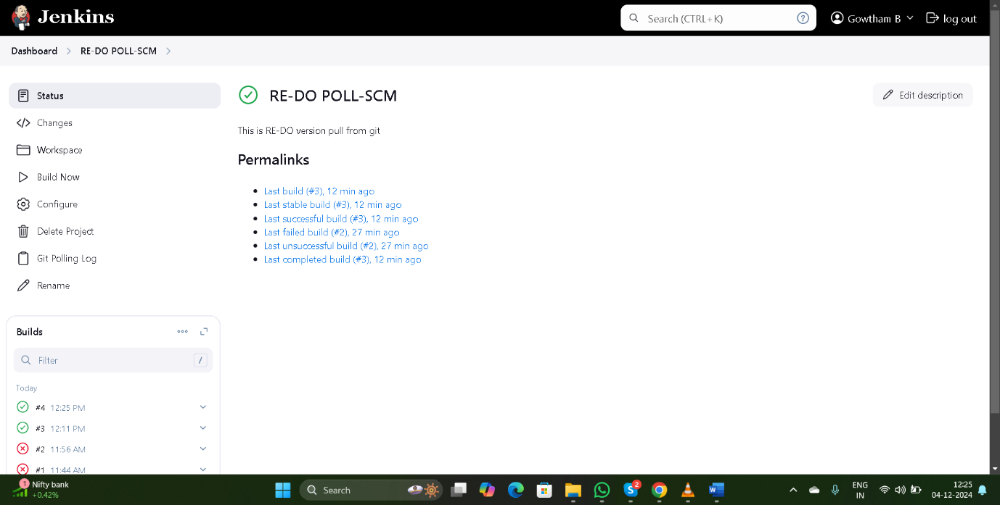 Jenkins
Search (CTRL+K)
?
Gowtham B
log out
Dashboard
RE-DO POLL-SCM
Status
Changes
Workspace
Build Now
Configure
Delete Project
Git Polling Log
Rename
RE-DO POLL-SCM
Edit description
This is RE-DO version pull from git
Permalinks
Last build (#3), 12 min ago
Last stable build (#3), 12 min ago
Last successful build (#3), 12 min ago
Last failed build (#2), 27 min ago
Last unsuccessful build (#2), 27 min ago
Last completed build (#3), 12 min ago
Builds
Filter
/
Today
#4 12:25 PM
#3 12:11 PM
#2 11:56 AM
#1 11:44 AM
1
Nifty bank
+0.42%
Search
S
2
W
ENG
IN
12:25
04-12-2024